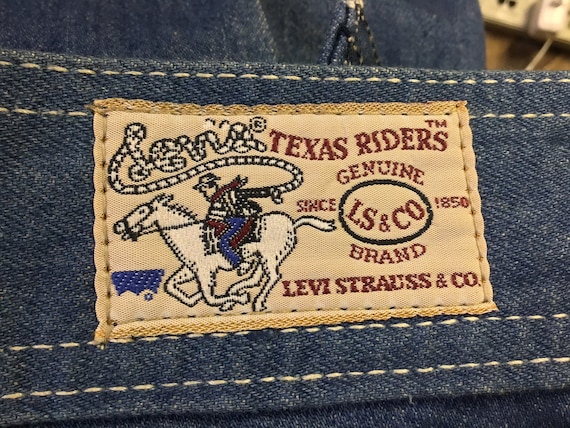 Levi's®
TEXAS RIDERS™
GENUINE
SINCE LS&CO 1850
BRAND
LEVI STRAUSS & CO.